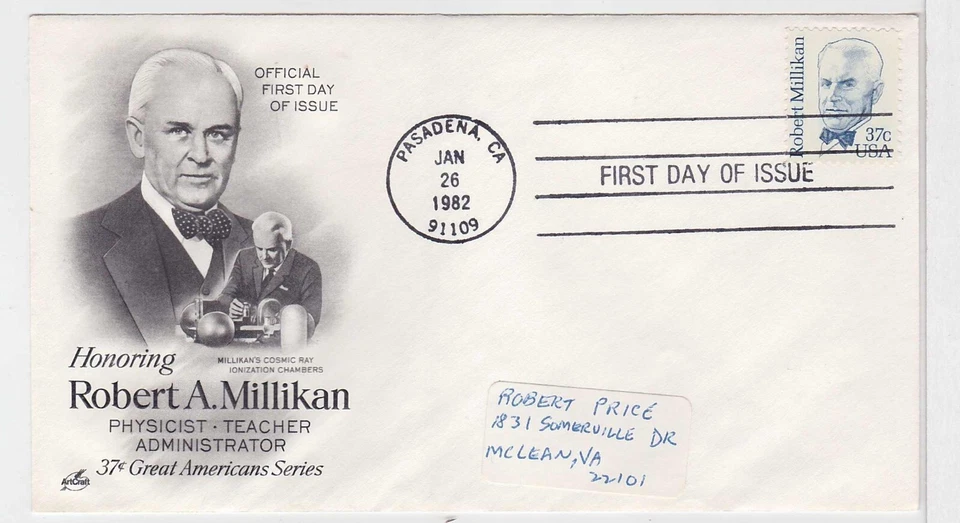 OFFICIAL
FIRST DAY
OF ISSUE
Honoring
MILLIKAN'S COSMIC RAY
IONIZATION CHAMBERS
Robert A. Millikan
PHYSICIST · TEACHER
ADMINISTRATOR
37¢ Great Americans Series
ArtCraft
PASADENA, CA
JAN
26
1982
91109
FIRST DAY OF ISSUE
Robert Millikan
37c
USA
ROBERT PRICE
1831 SOMERVILLE DR
MCLEAN, VA
22101